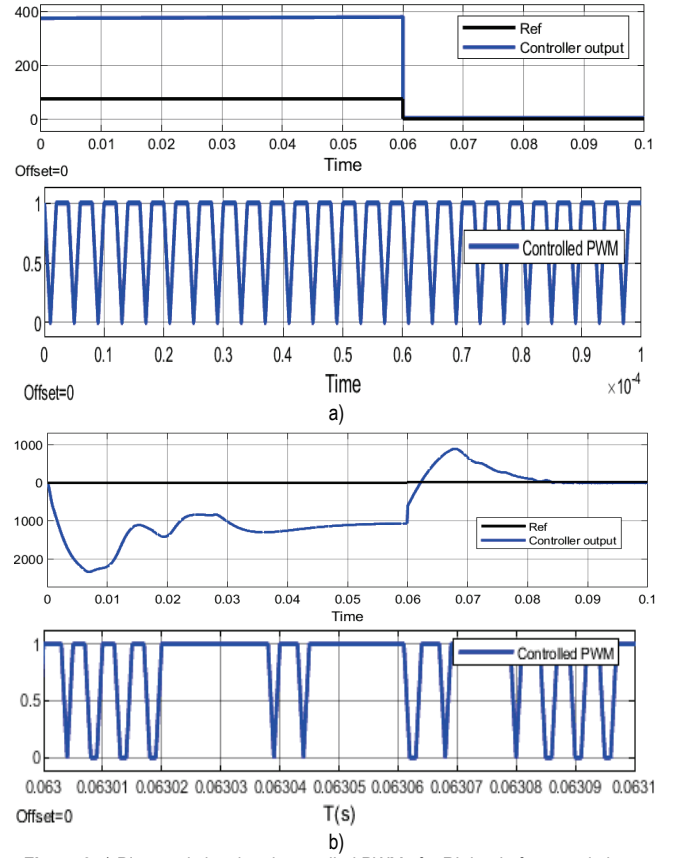 400
200
0
Ref
Controller output
0 0.01 0.02 0.03 0.04 0.05 0.06 0.07 0.08 0.09 0.1
Time
Offset=0
1
0.5
0
Controlled PWM
0 0.1 0.2 0.3 0.4 0.5 0.6 0.7 0.8 0.9 1
Time
×10-4
Offset=0
a)
1000
0
1000
2000
Ref
Controller output
0 0.01 0.02 0.03 0.04 0.05 0.06 0.07 0.08 0.09 0.1
Time
1
0.5
0
Controlled PWM
0.063 0.06301 0.06302 0.06303 0.06304 0.06305 0.06306 0.06307 0.06308 0.06309 0.0631
T(s)
Offset=0
b)